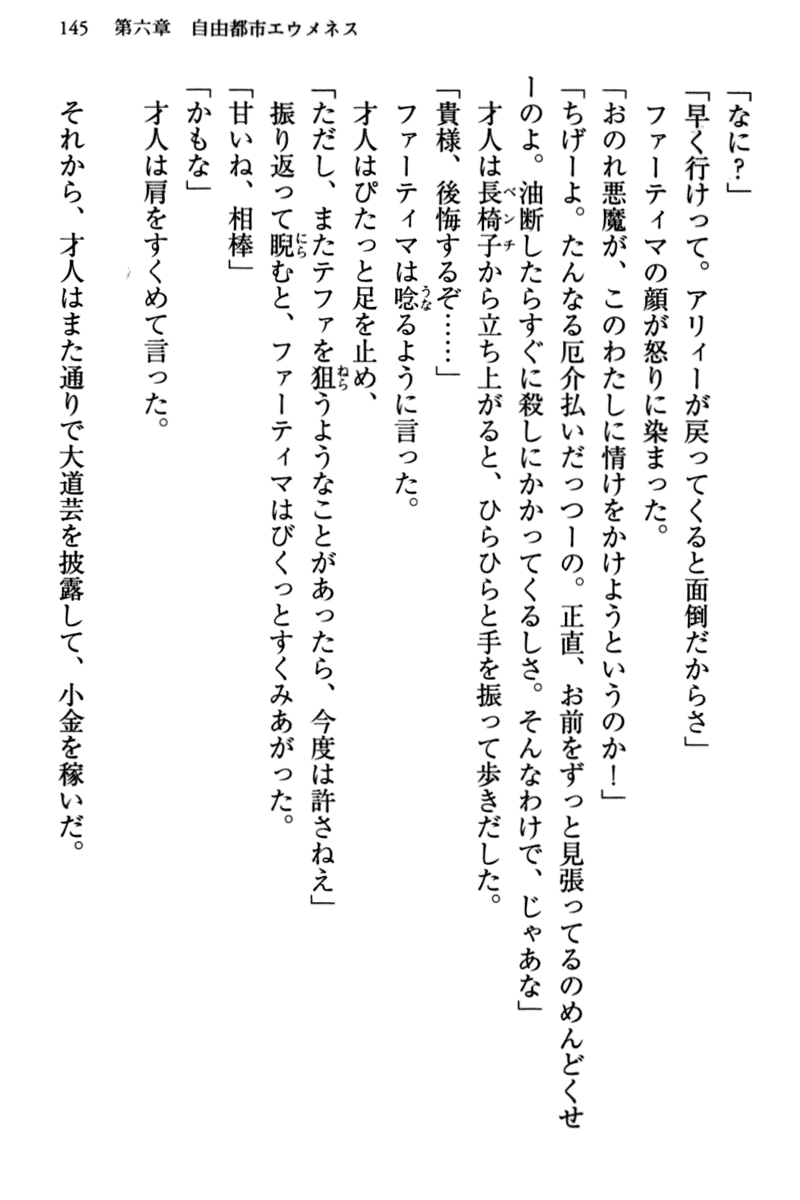 145　第六章　自由都市エウメネス
「なに？」
「早く行けって。アリィーが戻ってくると面倒だからさ」
ファーティマの顔が怒りに染まった。
「おのれ悪魔が、このわたしに情けをかけようというのか！」
「ちげーよ。たんなる厄介払いだっつーの。正直、お前をずっと見張ってるのめんどくせ
ーのよ。油断したらすぐに殺しにかかってくるしさ。そんなわけで、じゃあな」
才人は長椅子（ベンチ）から立ち上がると、ひらひらと手を振って歩きだした。
「貴様、後悔するぞ……」
ファーティマは唸（うな）るように言った。
才人はぴたっと足を止め、
「ただし、またテファを狙（ねら）うようなことがあったら、今度は許さねえ」
振り返って睨（にら）むと、ファーティマはびくっとすくみあがった。
「甘いね、相棒」
「かもな」
才人は肩をすくめて言った。
それから、才人はまた通りで大道芸を披露して、小金を稼いだ。